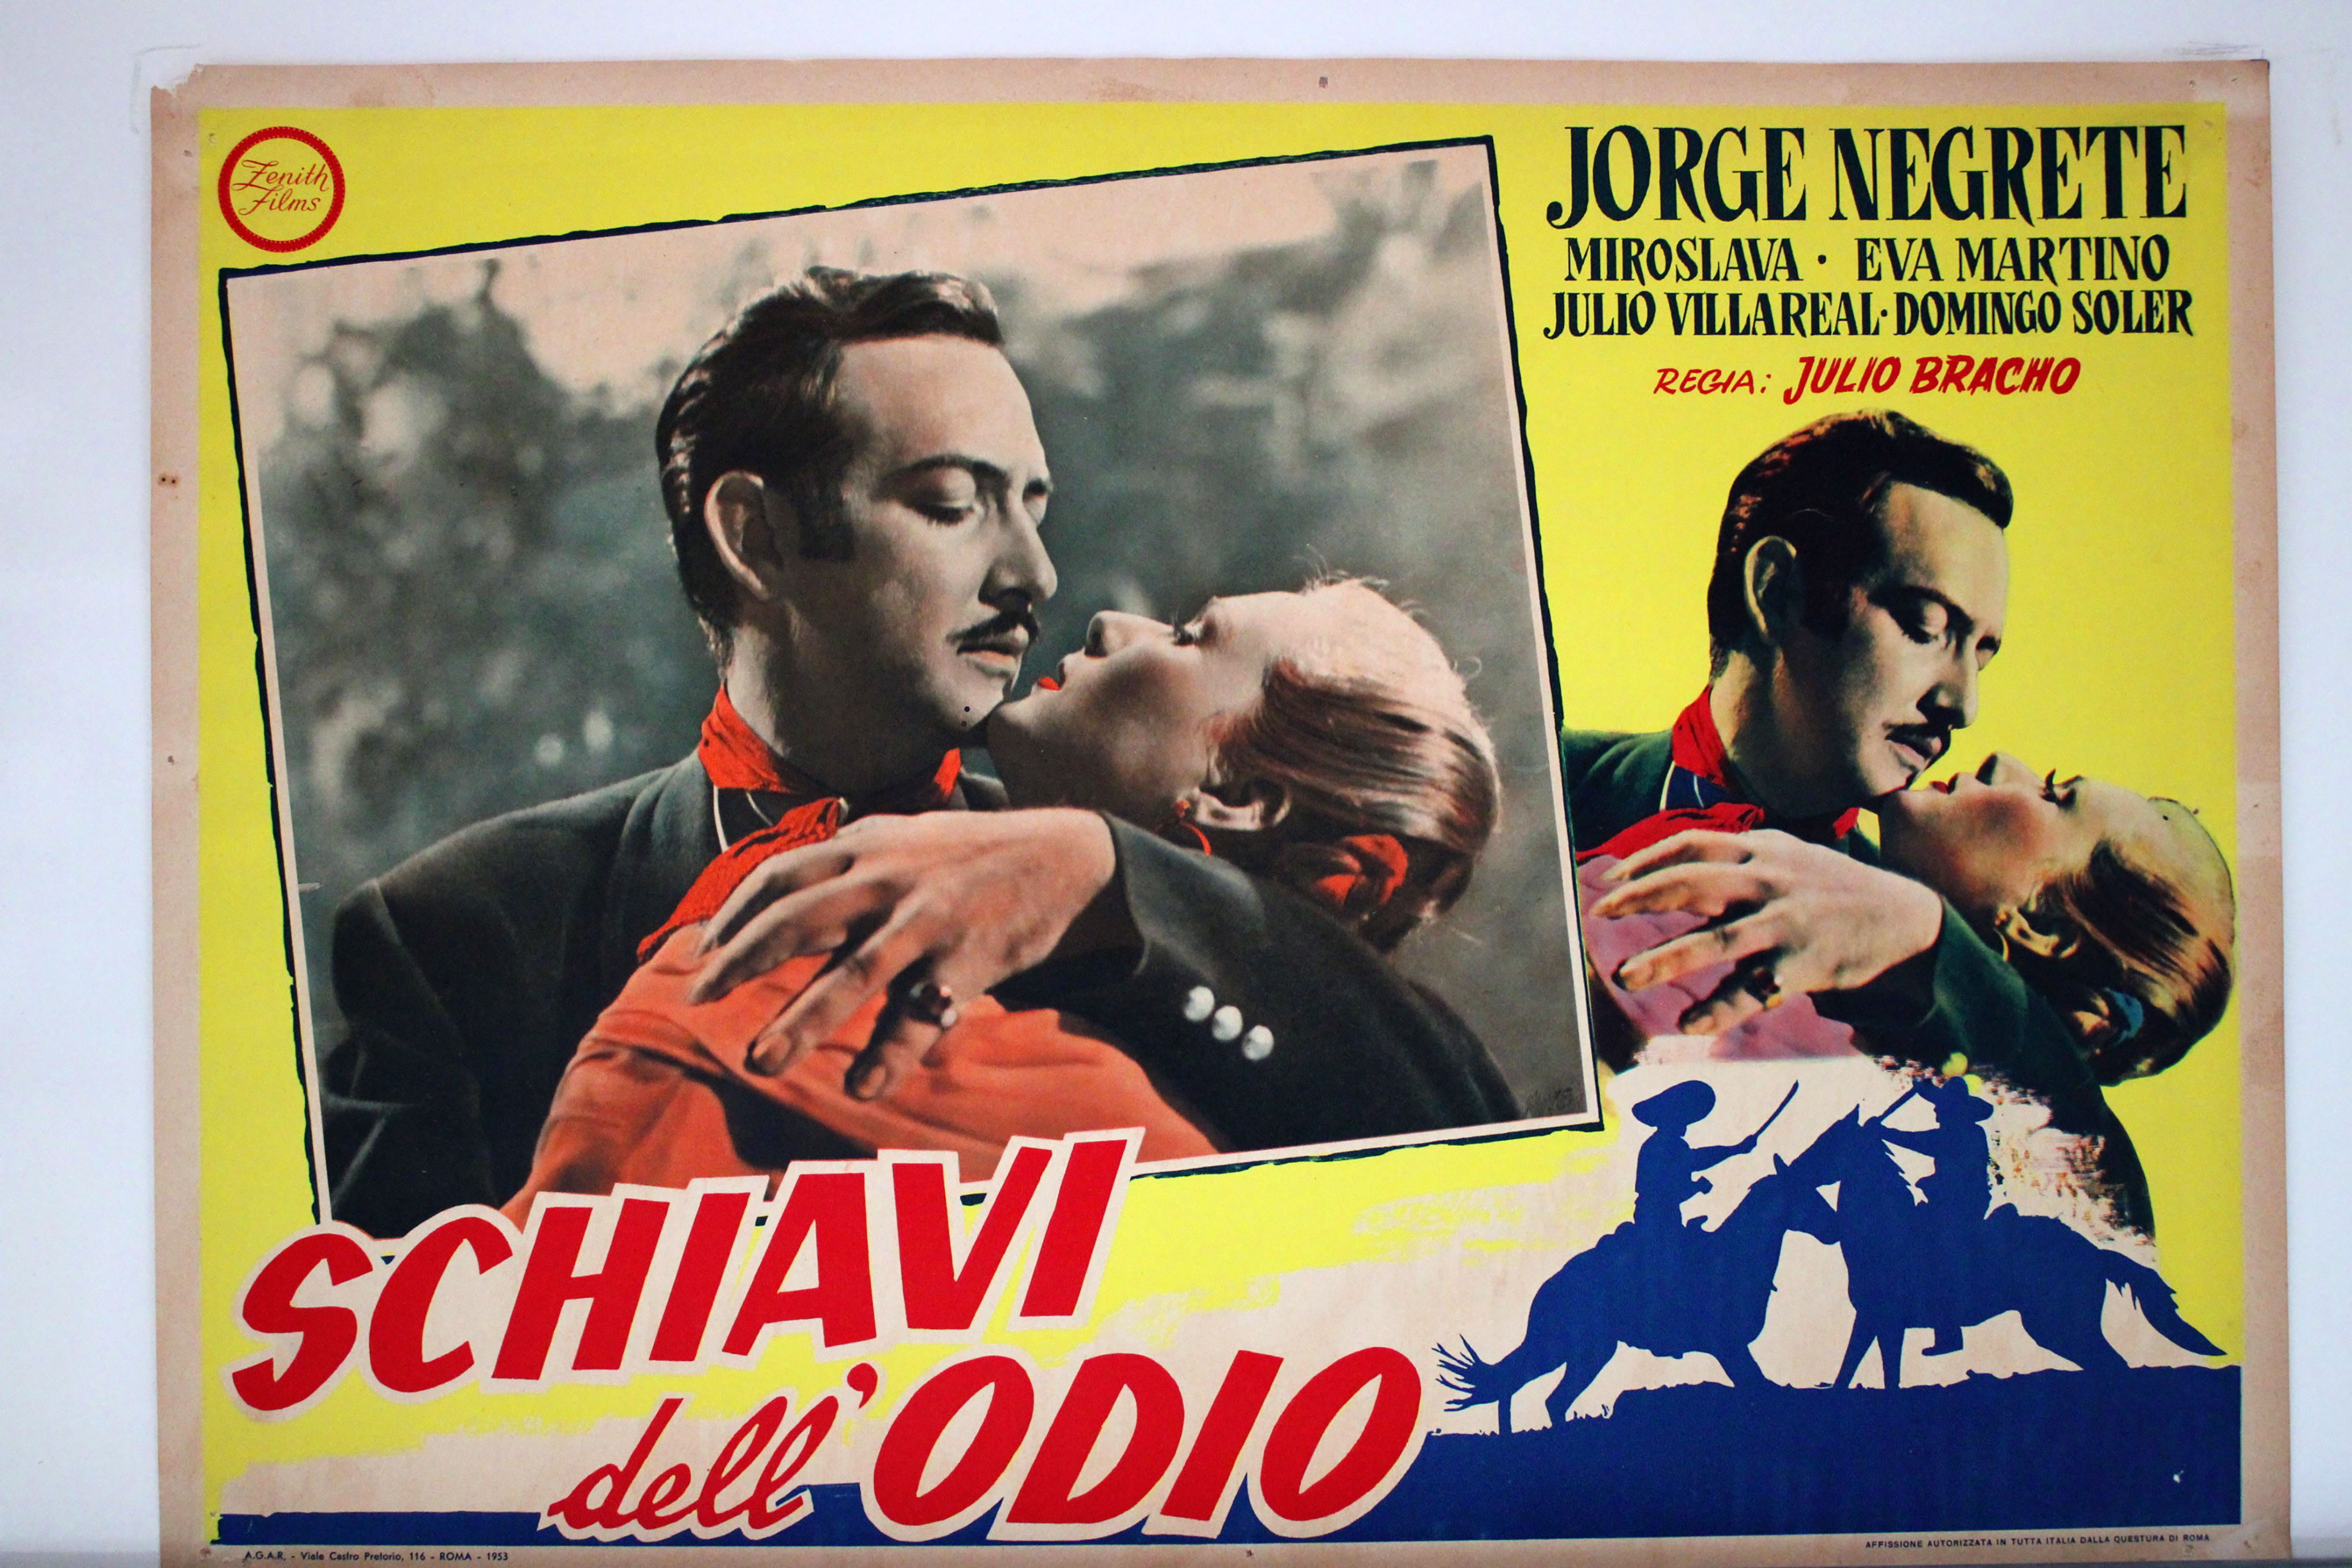 Zenith
Films
JORGE NEGRETE
MIROSLAVA · EVA MARTINO
JULIO VILLAREAL · DOMINGO SOLER
REGIA: JULIO BRACHO
SCHIAVI
dell'ODIO
A.G.A.R. - Viale Castro Pretorio, 116 - ROMA - 1953
AFFISSIONE AUTORIZZATA IN TUTTA ITALIA DALLA QUESTURA DI ROMA